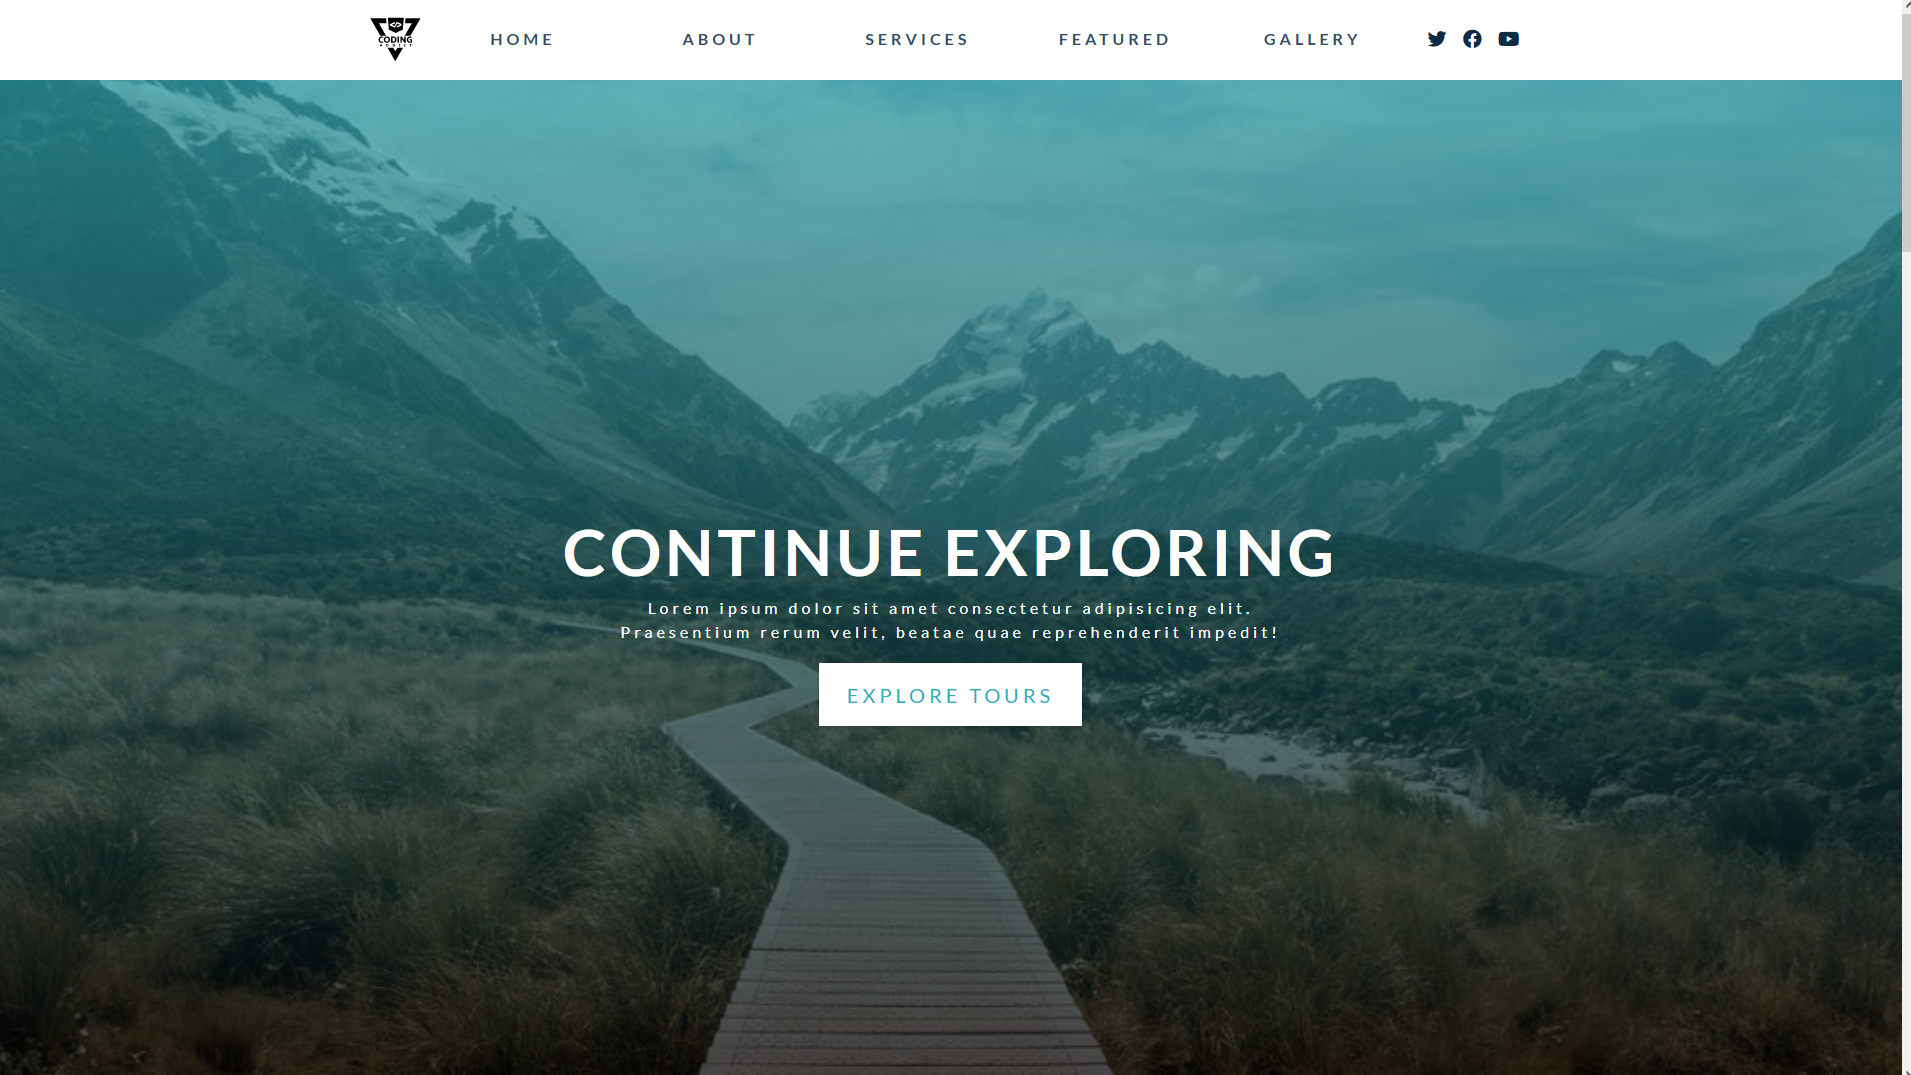 CODING
ADDICT
HOME
ABOUT
SERVICES
FEATURED
GALLERY
CONTINUE EXPLORING
Lorem ipsum dolor sit amet consectetur adipisicing elit.
Praesentium rerum velit, beatae quae reprehenderit impedit!
EXPLORE TOURS